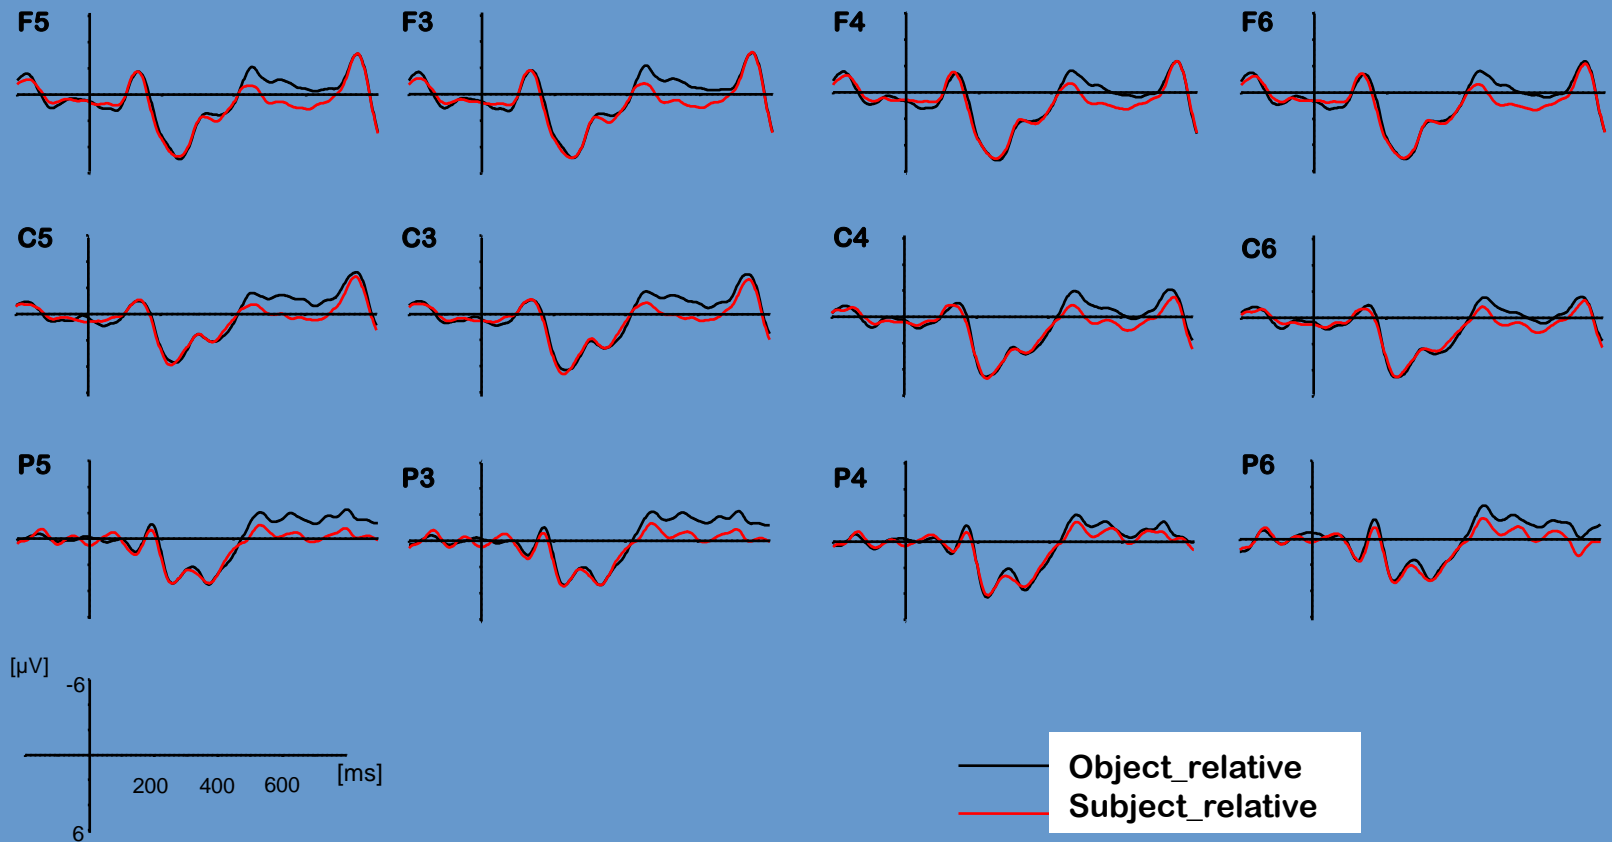 F5 F3 F4 F6
C5 C3 C4 C6
P5 P3 P4 P6
[µV]
-6
[ms]
200 400 600
6
Object_relative
Subject_relative